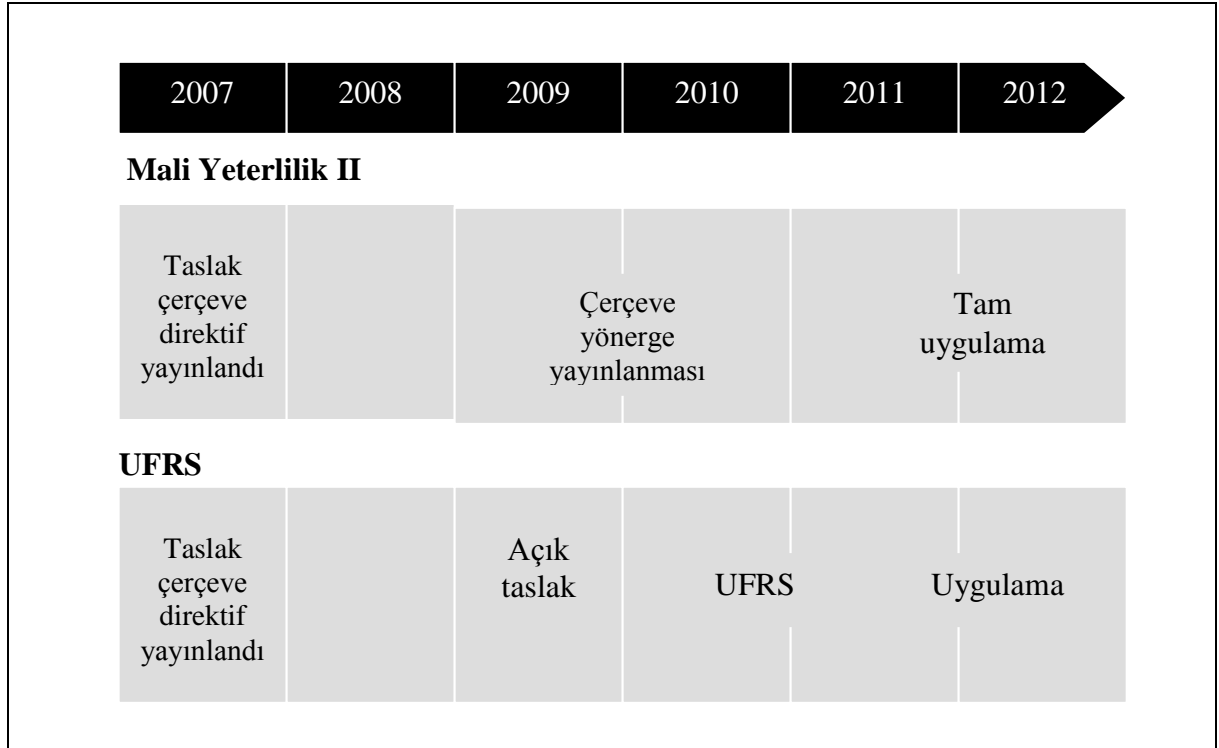 2007 2008 2009 2010 2011 2012
Mali Yeterlilik II
Taslak
çerçeve
direktif
yayınlandı
Çerçeve
yönerge
yayınlanması
Tam
uygulama
UFRS
Taslak
çerçeve
direktif
yayınlandı
Açık
taslak
UFRS
Uygulama